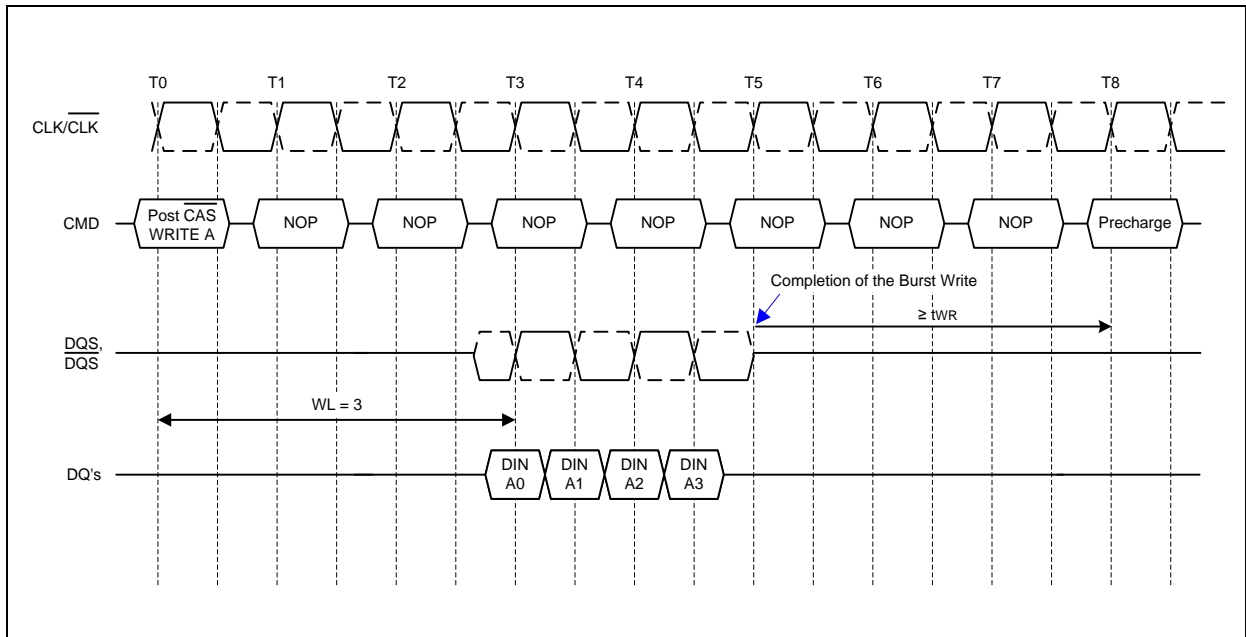 T0 T1 T2 T3 T4 T5 T6 T7 T8
CLK/CLK
CMD
Post CAS
WRITE A
NOP NOP NOP NOP NOP NOP NOP Precharge
Completion of the Burst Write
≥ tWR
DQS,
DQS
WL = 3
DQ's
DIN
A0
DIN
A1
DIN
A2
DIN
A3